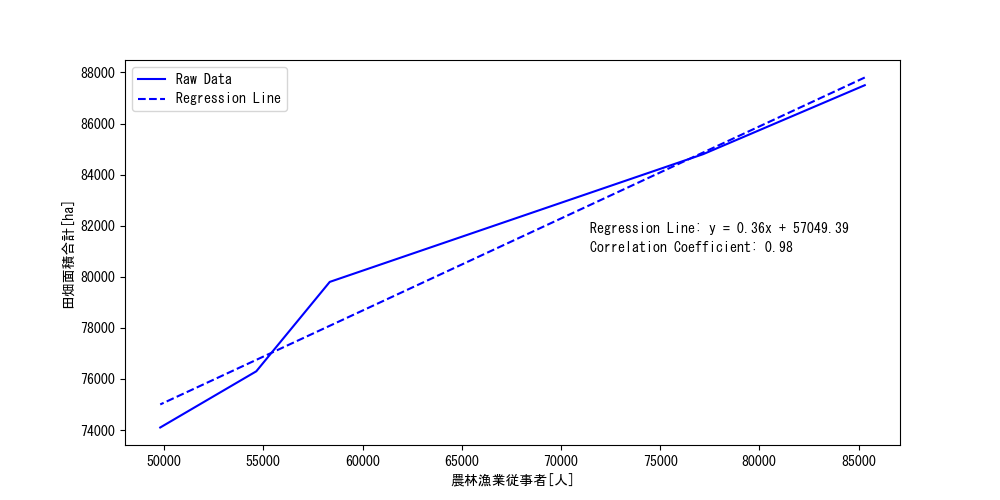 Raw Data
Regression Line
88000
86000
84000
82000
80000
78000
76000
74000
田畑面積合計[ha]
Regression Line: y = 0.36x + 57049.39
Correlation Coefficient: 0.98
50000 55000 60000 65000 70000 75000 80000 85000
農林漁業従事者[人]